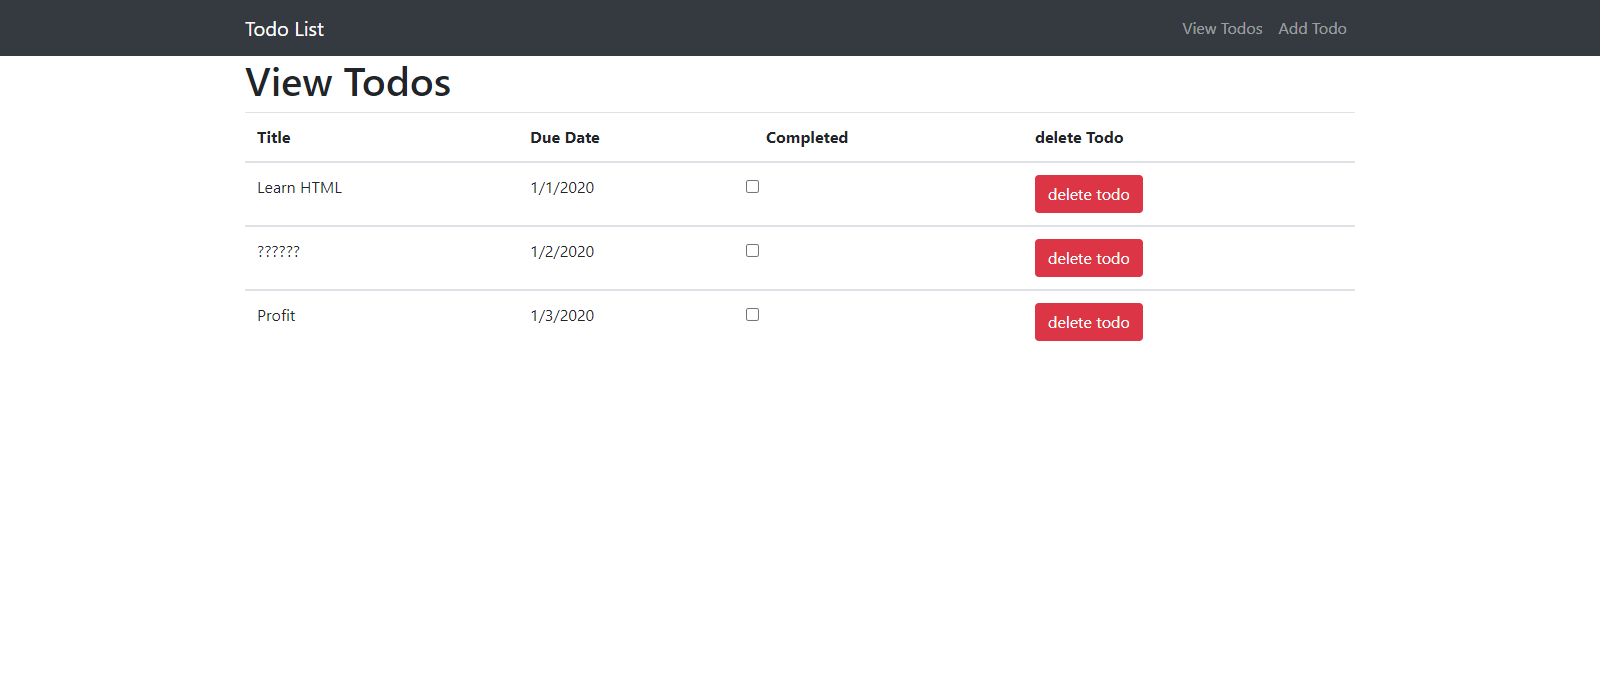 Todo List View Todos Add Todo
View Todos
Title Due Date Completed delete Todo
Learn HTML 1/1/2020 delete todo
?????? 1/2/2020 delete todo
Profit 1/3/2020 delete todo